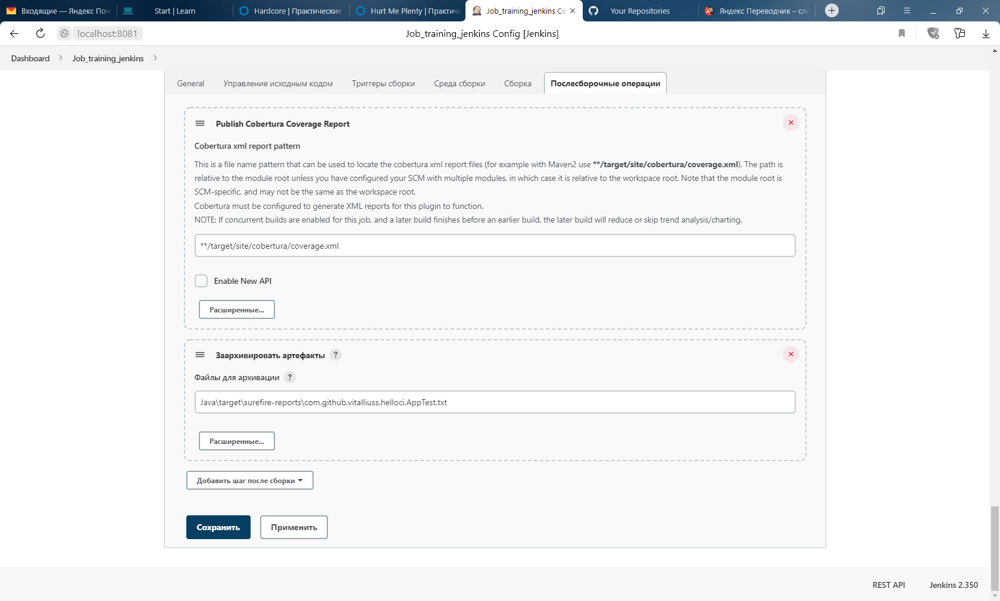 Входящие — Яндекс Поч
Start | Learn
Hardcore | Практические
Hurt Me Plenty | Практиче
Job_training_jenkins Co
Your Repositories
Яндекс Переводчик – сло
localhost:8081
Job_training_jenkins Config [Jenkins]
Dashboard
Job_training_jenkins
General
Управление исходным кодом
Триггеры сборки
Среда сборки
Сборка
Послесборочные операции
Publish Cobertura Coverage Report
Cobertura xml report pattern
This is a file name pattern that can be used to locate the cobertura xml report files (for example with Maven2 use **/target/site/cobertura/coverage.xml). The path is
relative to the module root unless you have configured your SCM with multiple modules, in which case it is relative to the workspace root. Note that the module root is
SCM-specific, and may not be the same as the workspace root.
Cobertura must be configured to generate XML reports for this plugin to function.
NOTE: If concurrent builds are enabled for this job, and a later build finishes before an earlier build, the later build will reduce or skip trend analysis/charting.
**/target/site/cobertura/coverage.xml
Enable New API
Расширенные...
Заархивировать артефакты ?
Файлы для архивации ?
Java\target\surefire-reports\com.github.vitalliuss.helloci.AppTest.txt
Расширенные...
Добавить шаг после сборки
Сохранить
Применить
REST API
Jenkins 2.350